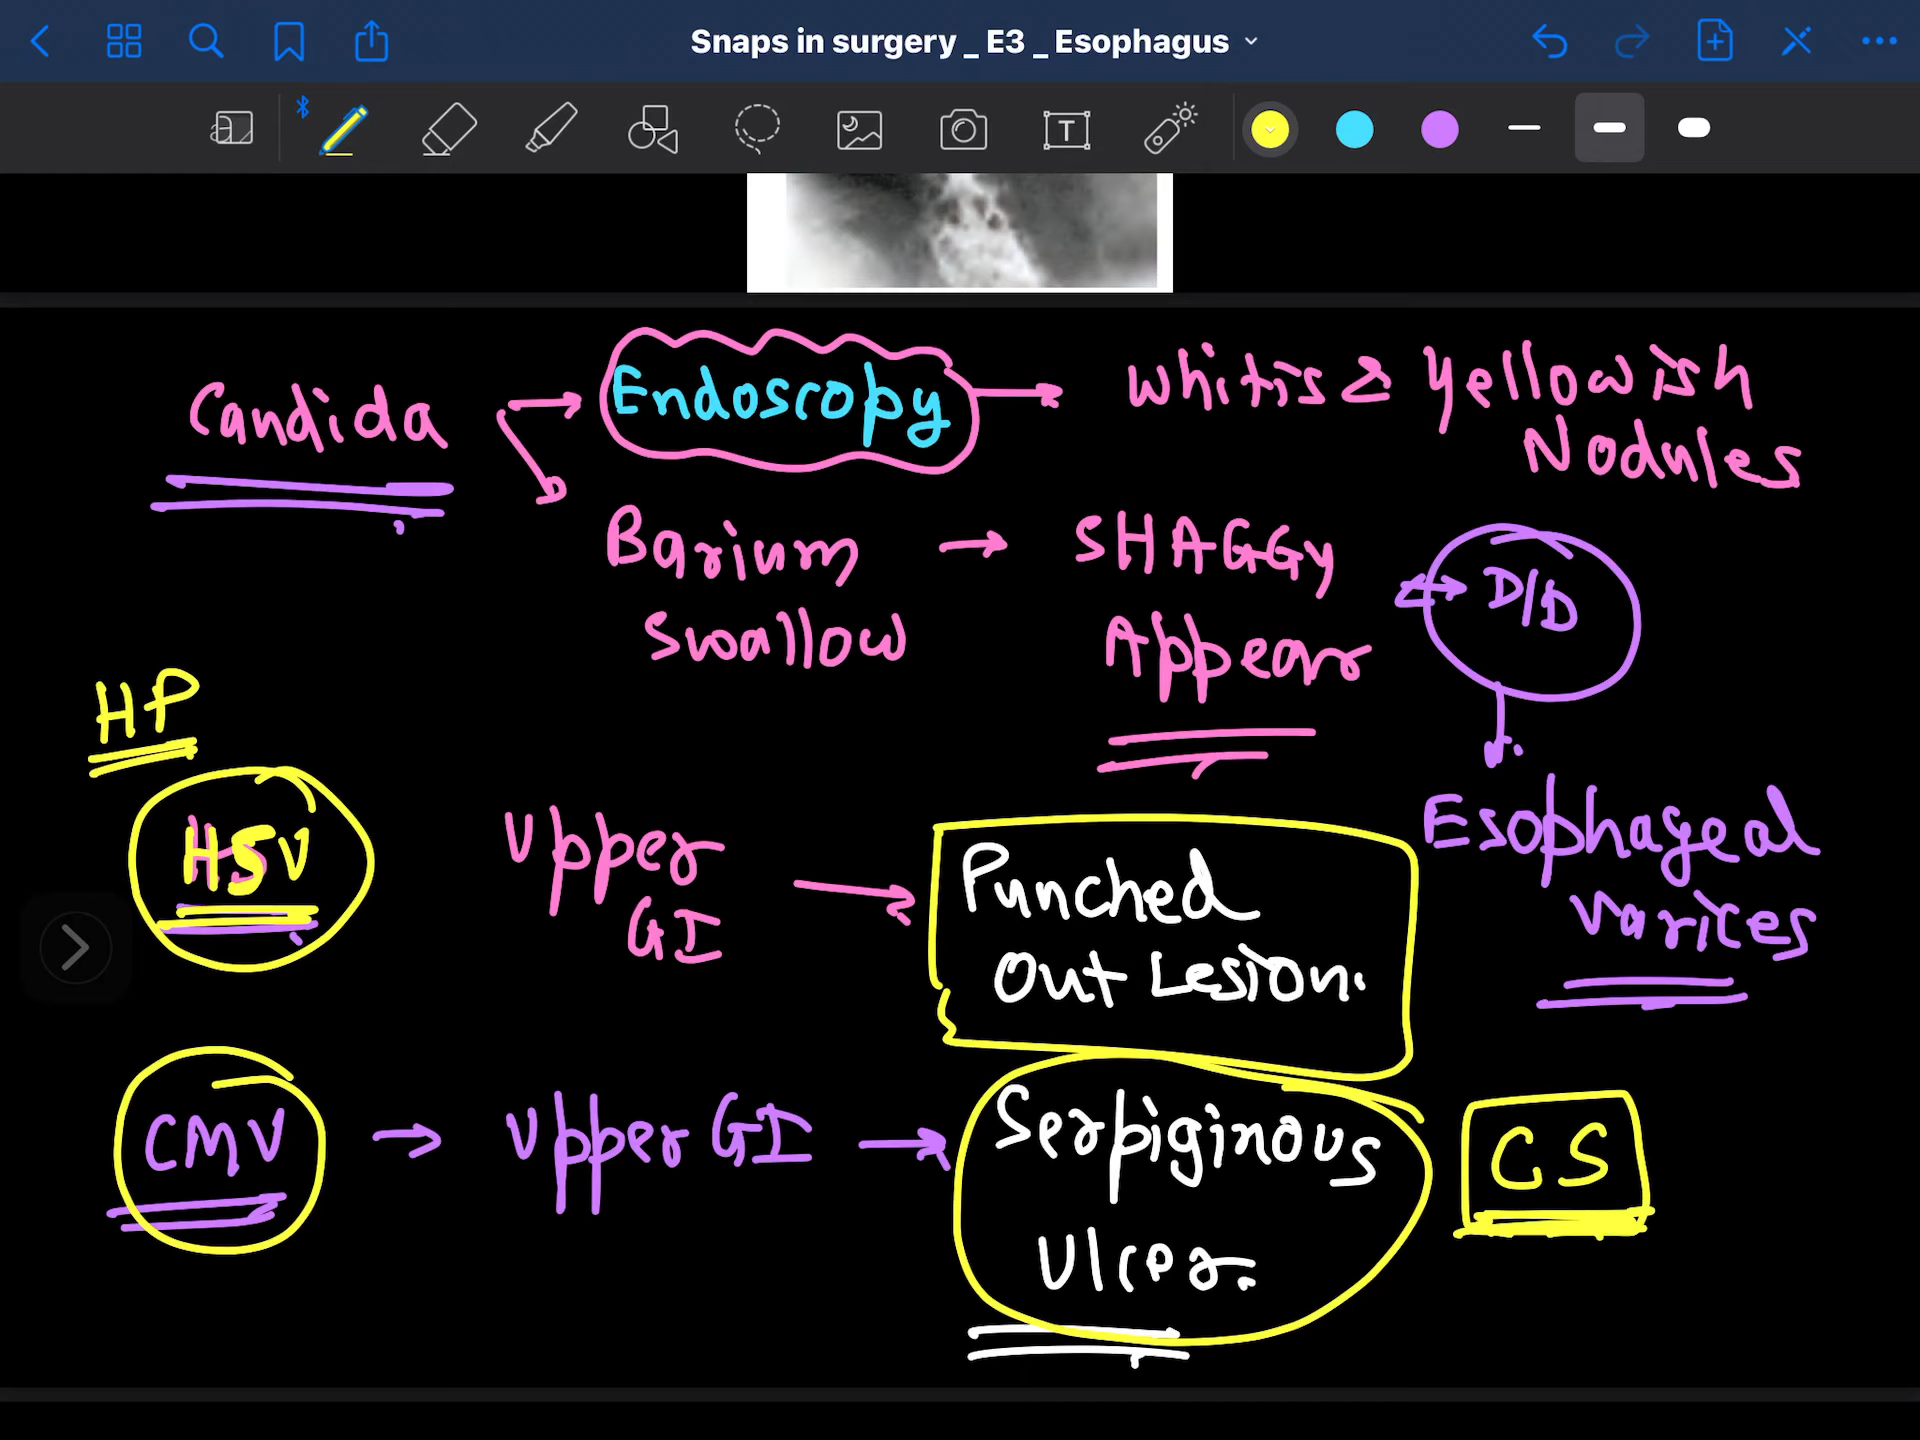 Snaps in surgery _ E3 _ Esophagus
T
Candida → Endoscopy → Whitis & Yellowish
Nodules
Barium → SHAGGy
Swallow Appear
D/D
Esophageal
Varices
HP
HSV Upper → Punched
GI Out Lesion.
CMV → Upper GI → Serpiginous CS
Ulcer.